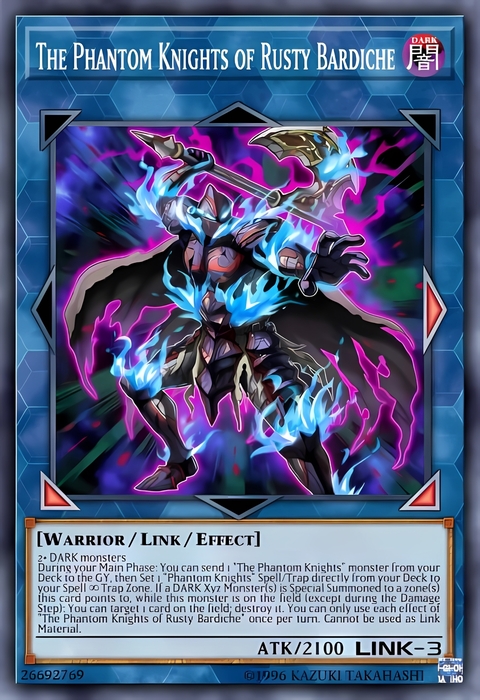 THE PHANTOM KNIGHTS OF RUSTY BARDICHE
DARK
闇
[WARRIOR / LINK / EFFECT]
2+ DARK monsters
During your Main Phase: You can send 1 "The Phantom Knights" monster from your
Deck to the GY, then Set 1 "Phantom Knights" Spell/Trap directly from your Deck to
your Spell ∞ Trap Zone. If a DARK Xyz Monster(s) is Special Summoned to a zone(s)
this card points to, while this monster is on the field (except during the Damage
Step): You can target 1 card on the field; destroy it. You can only use each effect of
"The Phantom Knights of Rusty Bardiche" once per turn. Cannot be used as Link
Material.
ATK/2100 LINK-3
26692769
©1996 KAZUKI TAKAHASHI